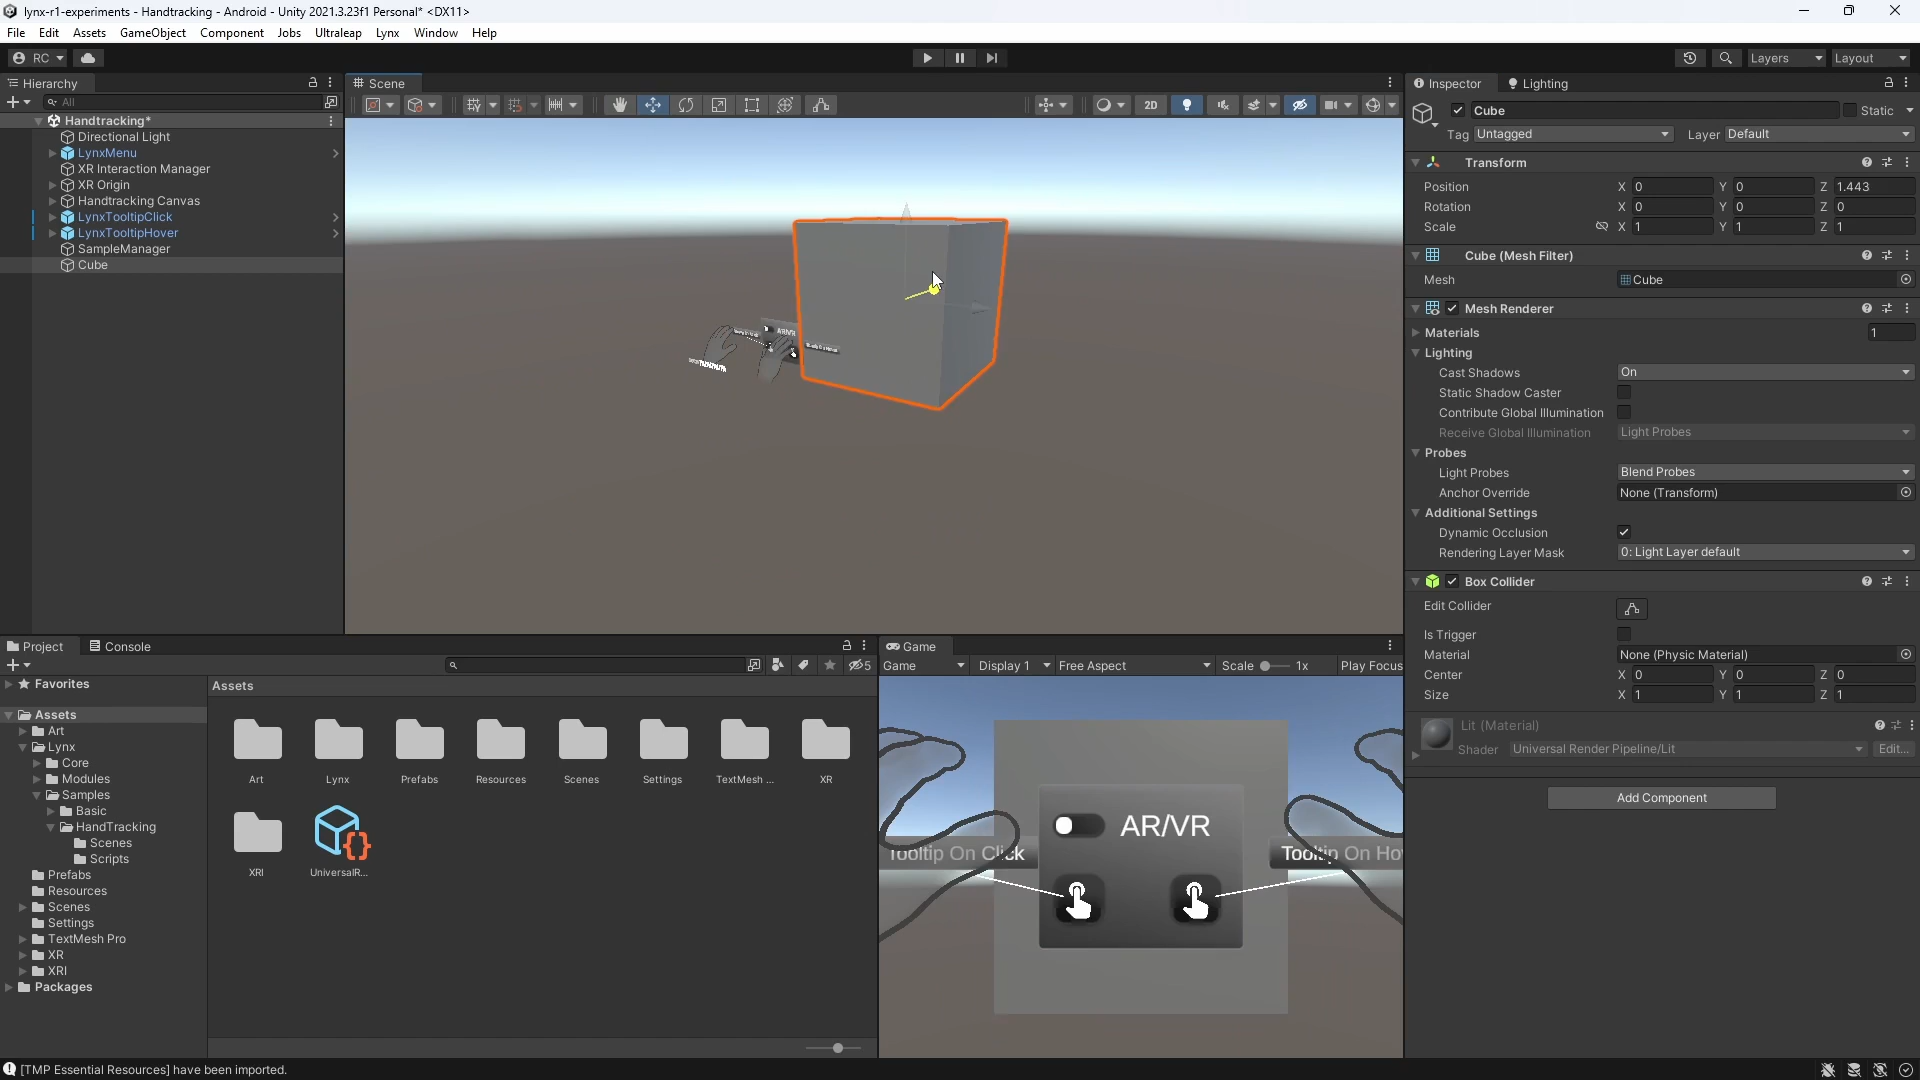 lynx-r1-experiments - Handtracking - Android - Unity 2021.3.23f1 Personal* <DX11>
File Edit Assets GameObject Component Jobs Ultraleap Lynx Window Help
RC Layers Layout
Hierarchy
All
Handtracking*
Directional Light
LynxMenu
XR Interaction Manager
XR Origin
Handtracking Canvas
LynxTooltipClick
LynxTooltipHover
SampleManager
Cube
Scene
2D
AR/VR
Inspector Lighting
Cube Static
Tag Untagged Layer Default
Transform
Position X 0 Y 0 Z 1.443
Rotation X 0 Y 0 Z 0
Scale X 1 Y 1 Z 1
Cube (Mesh Filter)
Mesh Cube
Mesh Renderer
Materials 1
Lighting
Cast Shadows On
Static Shadow Caster
Contribute Global Illumination
Receive Global Illumination Light Probes
Probes
Light Probes Blend Probes
Anchor Override None (Transform)
Additional Settings
Dynamic Occlusion
Rendering Layer Mask 0: Light Layer default
Box Collider
Edit Collider
Is Trigger
Material None (Physic Material)
Center X 0 Y 0 Z 0
Size X 1 Y 1 Z 1
Lit (Material)
Shader Universal Render Pipeline/Lit Edit...
Add Component
Project Console
5
Favorites
Assets
Art
Lynx
Core
Modules
Samples
Basic
HandTracking
Scenes
Scripts
Prefabs
Resources
Scenes
Settings
TextMesh Pro
XR
XRI
Packages
Assets
Art Lynx Prefabs Resources Scenes Settings TextMesh ... XR
XRI UniversalR...
Game
Game Display 1 Free Aspect Scale 1x Play Focus
AR/VR
Tooltip On Click Tooltip On Ho
[TMP Essential Resources] have been imported.